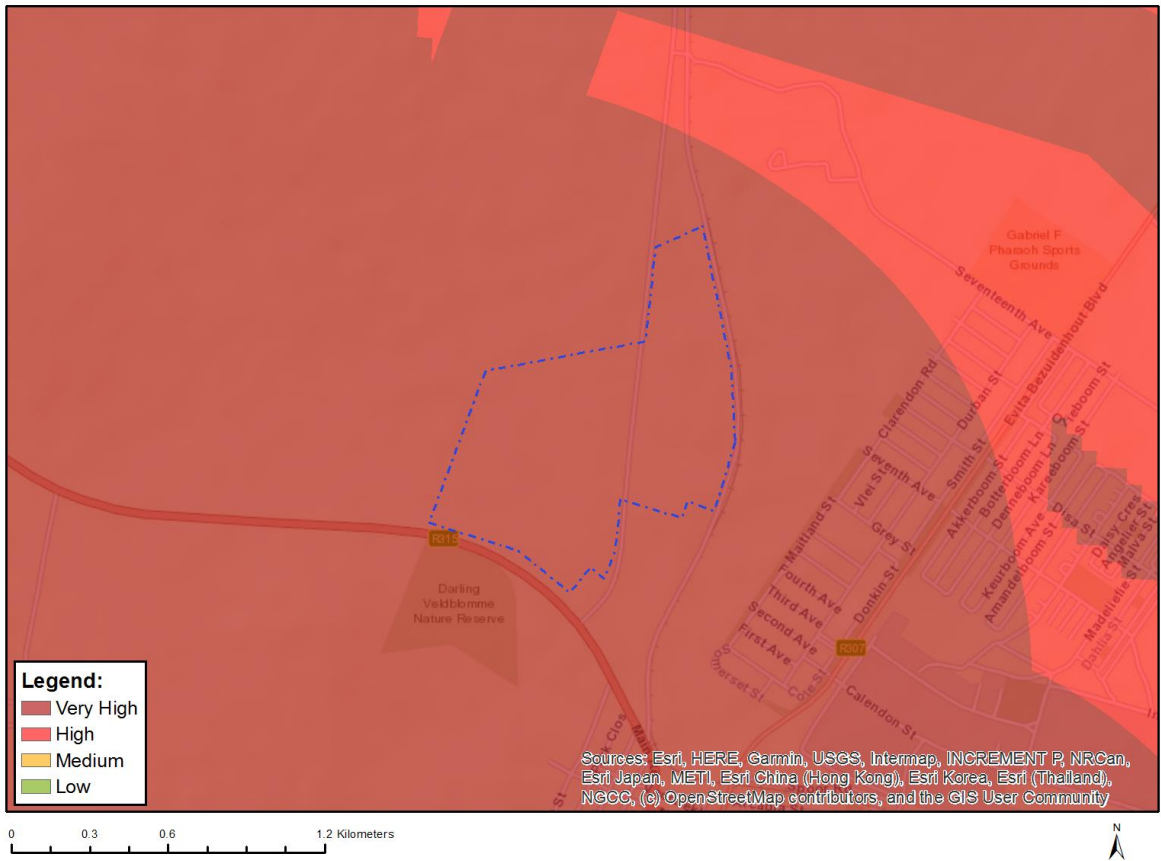 Gabriel F
Pharaoh Sports
Grounds
Seventeenth Ave
Evita Bezuidenhout Blvd
Clarendon Rd
Durban St
Smith St
Seventh Ave
Vlei St
Akkerboom St
Botterboom Ln
Denneboom Ln
Kareeboom St
Grey St
Disa St
Daisy Cres
Angelier St
Malva St
Keurboom Ave
Amanderboom St
Maitland St
Fourth Ave
Third Ave
Second Ave
First Ave
Donkin St
Madeliefie St
Dahlia St
R315
Darling
Veldblomme
Nature Reserve
R307
Somerset St
Cole St
Calendon St
Main
St
Legend:
Very High
High
Medium
Low
Sources: Esri, HERE, Garmin, USGS, Intermap, INCREMENT P, NRCan,
Esri Japan, METI, Esri China (Hong Kong), Esri Korea, Esri (Thailand),
NGCC, (c) OpenStreetMap contributors, and the GIS User Community
0 0.3 0.6 1.2 Kilometers
N